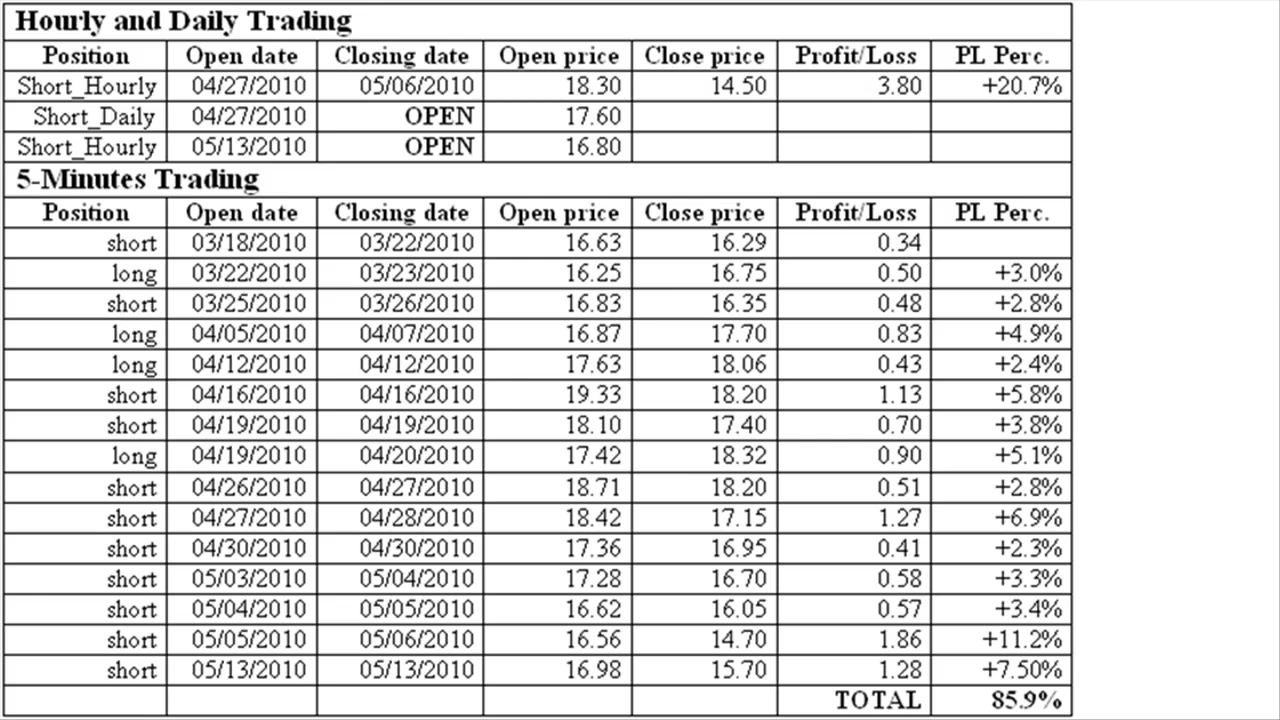 Hourly and Daily Trading
Position Open date Closing date Open price Close price Profit/Loss PL Perc.
Short_Hourly 04/27/2010 05/06/2010 18.30 14.50 3.80 +20.7%
Short_Daily 04/27/2010 OPEN 17.60
Short_Hourly 05/13/2010 OPEN 16.80
5-Minutes Trading
Position Open date Closing date Open price Close price Profit/Loss PL Perc.
short 03/18/2010 03/22/2010 16.63 16.29 0.34
long 03/22/2010 03/23/2010 16.25 16.75 0.50 +3.0%
short 03/25/2010 03/26/2010 16.83 16.35 0.48 +2.8%
long 04/05/2010 04/07/2010 16.87 17.70 0.83 +4.9%
long 04/12/2010 04/12/2010 17.63 18.06 0.43 +2.4%
short 04/16/2010 04/16/2010 19.33 18.20 1.13 +5.8%
short 04/19/2010 04/19/2010 18.10 17.40 0.70 +3.8%
long 04/19/2010 04/20/2010 17.42 18.32 0.90 +5.1%
short 04/26/2010 04/27/2010 18.71 18.20 0.51 +2.8%
short 04/27/2010 04/28/2010 18.42 17.15 1.27 +6.9%
short 04/30/2010 04/30/2010 17.36 16.95 0.41 +2.3%
short 05/03/2010 05/04/2010 17.28 16.70 0.58 +3.3%
short 05/04/2010 05/05/2010 16.62 16.05 0.57 +3.4%
short 05/05/2010 05/06/2010 16.56 14.70 1.86 +11.2%
short 05/13/2010 05/13/2010 16.98 15.70 1.28 +7.50%
TOTAL 85.9%